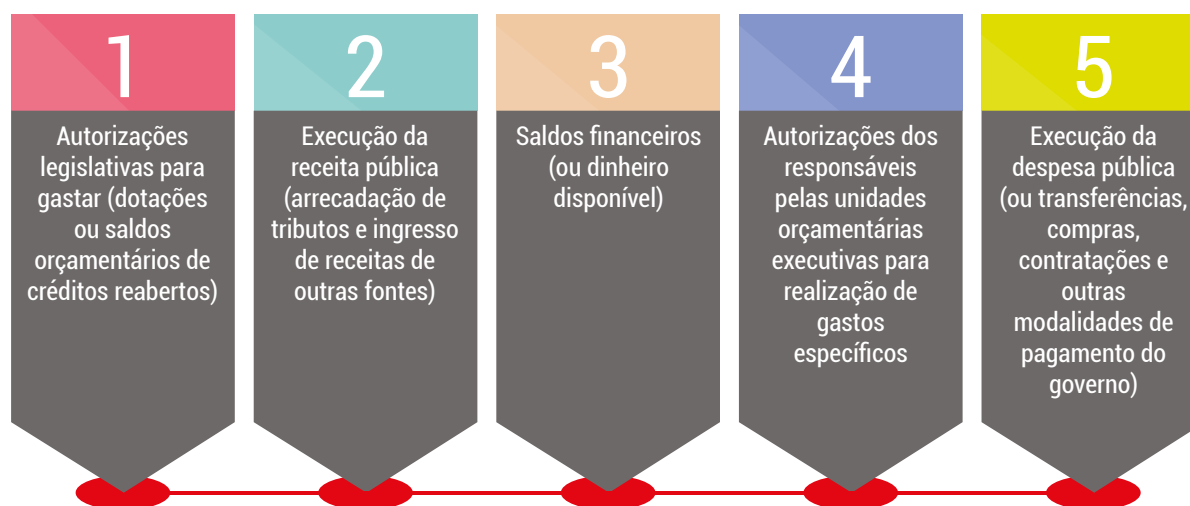 1
Autorizações
legislativas para
gastar (dotações
ou saldos
orçamentários de
créditos reabertos)
2
Execução da
receita pública
(arrecadação de
tributos e ingresso
de receitas de
outras fontes)
3
Saldos financeiros
(ou dinheiro
disponível)
4
Autorizações dos
responsáveis
pelas unidades
orçamentárias
executivas para
realização de
gastos
específicos
5
Execução da
despesa pública
(ou transferências,
compras,
contratações e
outras
modalidades de
pagamento do
governo)